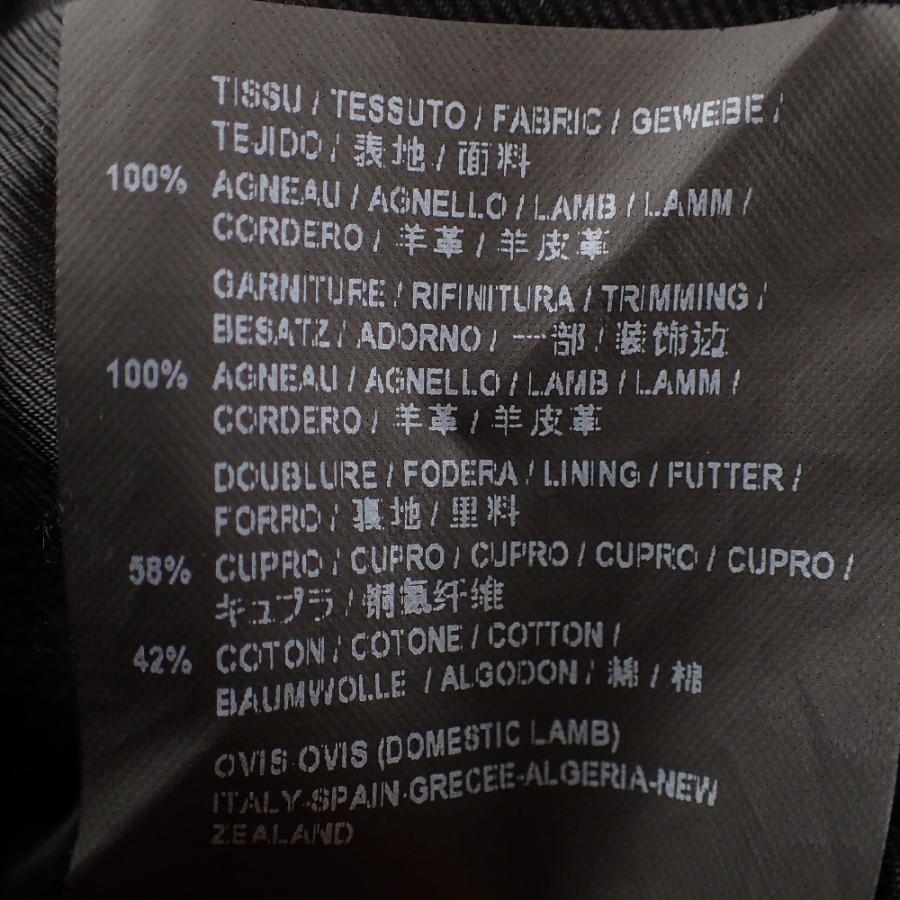 TISSU / TESSUTO / FABRIC / GEWEBE /
TEJIDO / 表地 / 面料
100% AGNEAU / AGNELLO / LAMB / LAMM /
CORDERO / 羊革 / 羊皮革
GARNITURE / RIFINITURA / TRIMMING /
BESATZ / ADORNO / 一部 / 装饰边
100% AGNEAU / AGNELLO / LAMB / LAMM /
CORDERO / 羊革 / 羊皮革
DOUBLURE / FODERA / LINING / FUTTER /
FORRO / 裏地 / 里料
58% CUPRO / CUPRO / CUPRO / CUPRO / CUPRO /
キュプラ / 铜氨纤维
42% COTON / COTONE / COTTON /
BAUMWOLLE / ALGODON / 綿 / 棉
OVIS-OVIS (DOMESTIC LAMB)
ITALY-SPAIN-GRECEE-ALGERIA-NEW
ZEALAND